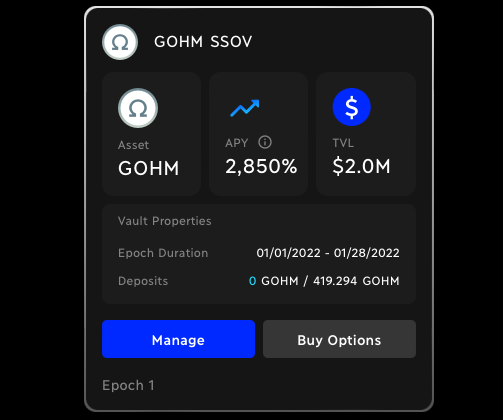 GOHM SSOV
Asset
GOHM
APY
2,850%
TVL
$2.0M
Vault Properties
Epoch Duration 01/01/2022 - 01/28/2022
Deposits 0 GOHM / 419.294 GOHM
Manage
Buy Options
Epoch 1